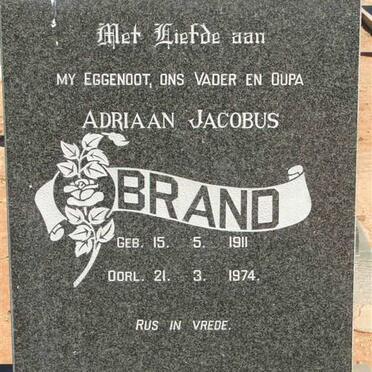 Met Liefde aan
MY EGGENOOT, ONS VADER EN OUPA
ADRIAAN JACOBUS
BRAND
GEB. 15. 5. 1911
OORL. 21. 3. 1974.
RUS IN VREDE.